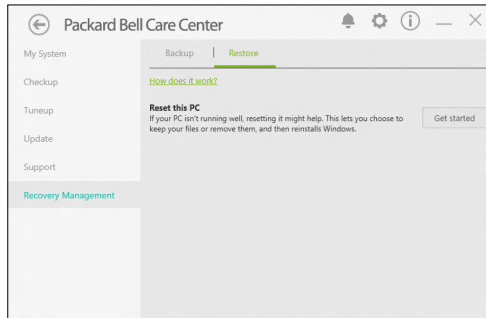 Packard Bell Care Center
My System
Backup
Restore
Checkup
How does it work?
Tuneup
Reset this PC
If your PC isn't running well, resetting it might help. This lets you choose to
keep your files or remove them, and then reinstalls Windows.
Get started
Update
Support
Recovery Management